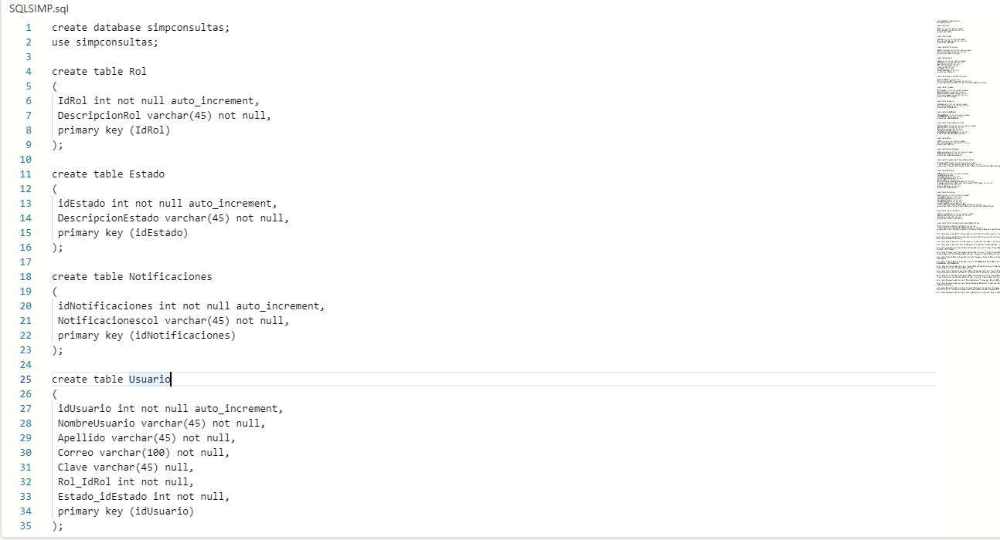 SQLSIMP.sql
1 create database simpconsultas;
2 use simpconsultas;
3
4 create table Rol
5 (
6 IdRol int not null auto_increment,
7 DescripcionRol varchar(45) not null,
8 primary key (IdRol)
9 );
10
11 create table Estado
12 (
13 idEstado int not null auto_increment,
14 DescripcionEstado varchar(45) not null,
15 primary key (idEstado)
16 );
17
18 create table Notificaciones
19 (
20 idNotificaciones int not null auto_increment,
21 Notificacionescol varchar(45) not null,
22 primary key (idNotificaciones)
23 );
24
25 create table Usuario
26 (
27 idUsuario int not null auto_increment,
28 NombreUsuario varchar(45) not null,
29 Apellido varchar(45) not null,
30 Correo varchar(100) not null,
31 Clave varchar(45) null,
32 Rol_IdRol int not null,
33 Estado_idEstado int not null,
34 primary key (idUsuario)
35 );